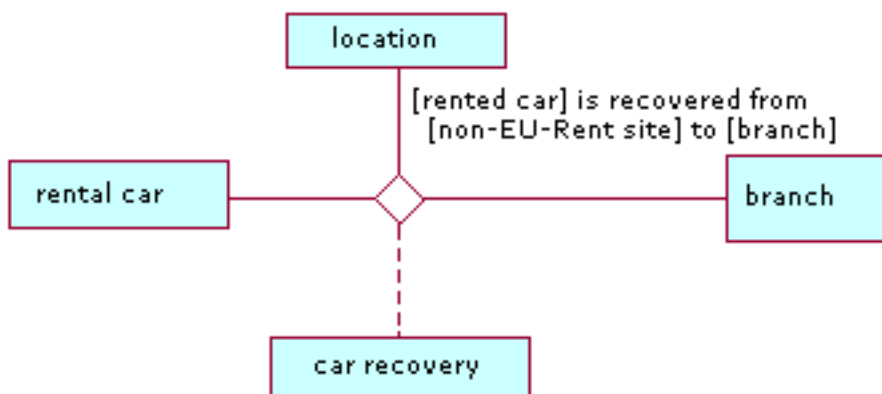 location
[rented car] is recovered from
[non-EU-Rent site] to [branch]
rental car
branch
car recovery